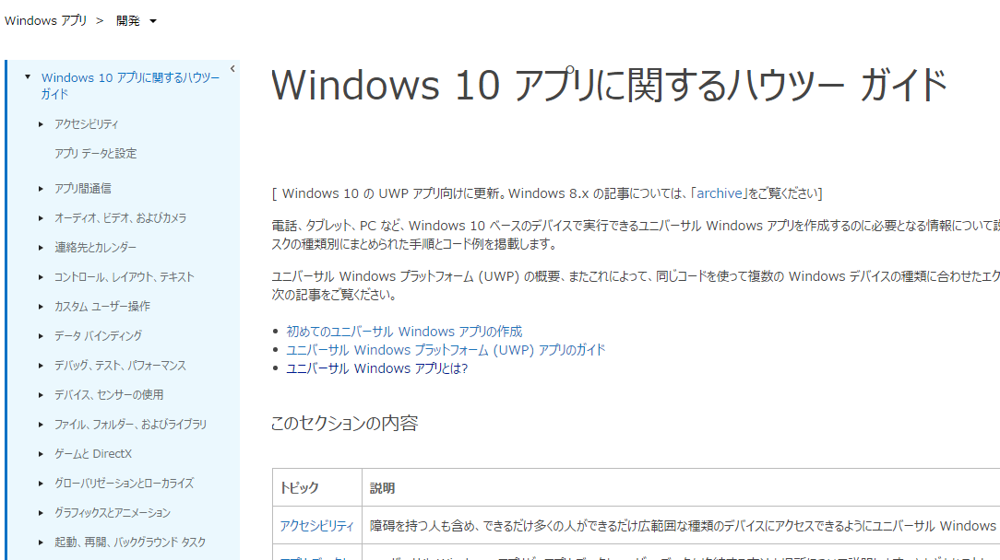 Windows アプリ > 開発
Windows 10 アプリに関するハウツー
ガイド
アクセシビリティ
アプリ データと設定
アプリ間通信
オーディオ、ビデオ、およびカメラ
連絡先とカレンダー
コントロール、レイアウト、テキスト
カスタム ユーザー操作
データ バインディング
デバッグ、テスト、パフォーマンス
デバイス、センサーの使用
ファイル、フォルダー、およびライブラリ
ゲームと DirectX
グローバリゼーションとローカライズ
グラフィックスとアニメーション
起動、再開、バックグラウンド タスク
Windows 10 アプリに関するハウツー ガイド
[ Windows 10 の UWP アプリ向けに更新。Windows 8.x の記事については、「archive」をご覧ください]
電話、タブレット、PC など、Windows 10 ベースのデバイスで実行できるユニバーサル Windows アプリを作成するのに必要となる情報について
スクの種類別にまとめられた手順とコード例を掲載します。
ユニバーサル Windows プラットフォーム (UWP) の概要、またこれによって、同じコードを使って複数の Windows デバイスの種類に合わせたエク
次の記事をご覧ください。
• 初めてのユニバーサル Windows アプリの作成
• ユニバーサル Windows プラットフォーム (UWP) アプリのガイド
• ユニバーサル Windows アプリとは?
このセクションの内容
トピック 説明
アクセシビリティ 障碍を持つ人も含め、できるだけ多くの人ができるだけ広範囲な種類のデバイスにアクセスできるようにユニバーサル Windows